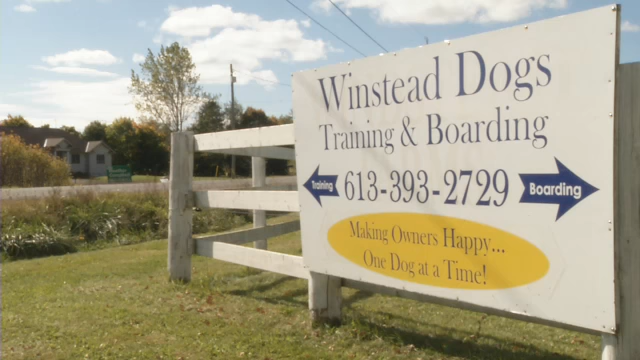 Winstead Dogs
Training & Boarding
Training 613-393-2729 Boarding
Making Owners Happy...
One Dog at a Time!